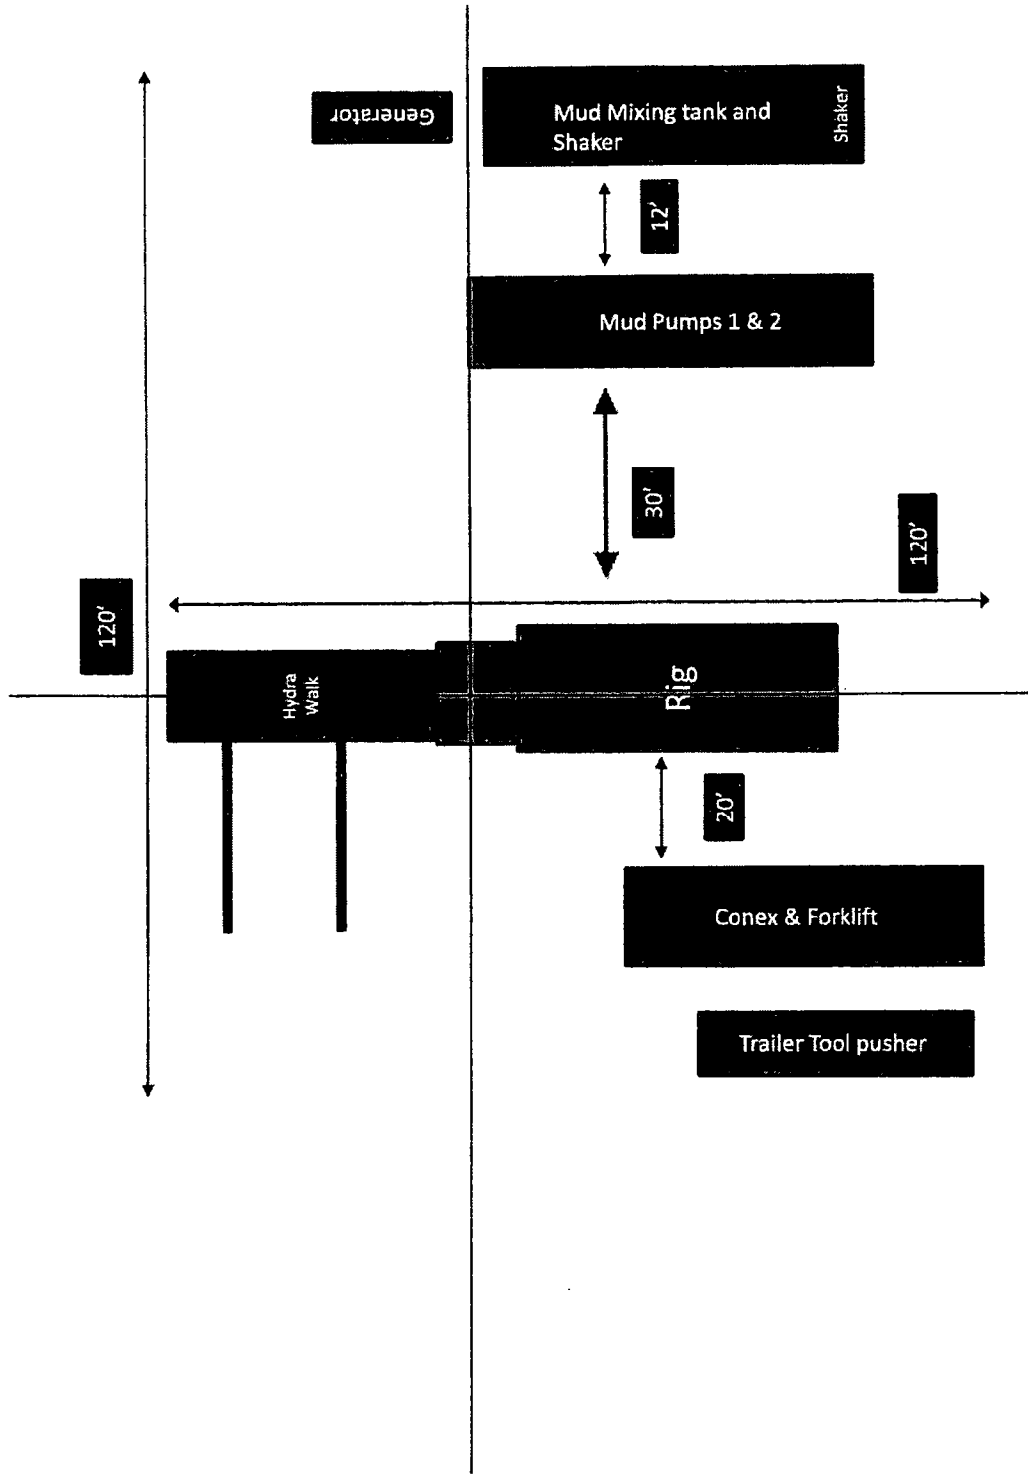 Generator
Mud Mixing tank and
Shaker
Shaker
12'
Mud Pumps 1 & 2
30'
120'
120'
Hydra
Walk
Rig
20'
Conex & Forklift
Trailer Tool pusher